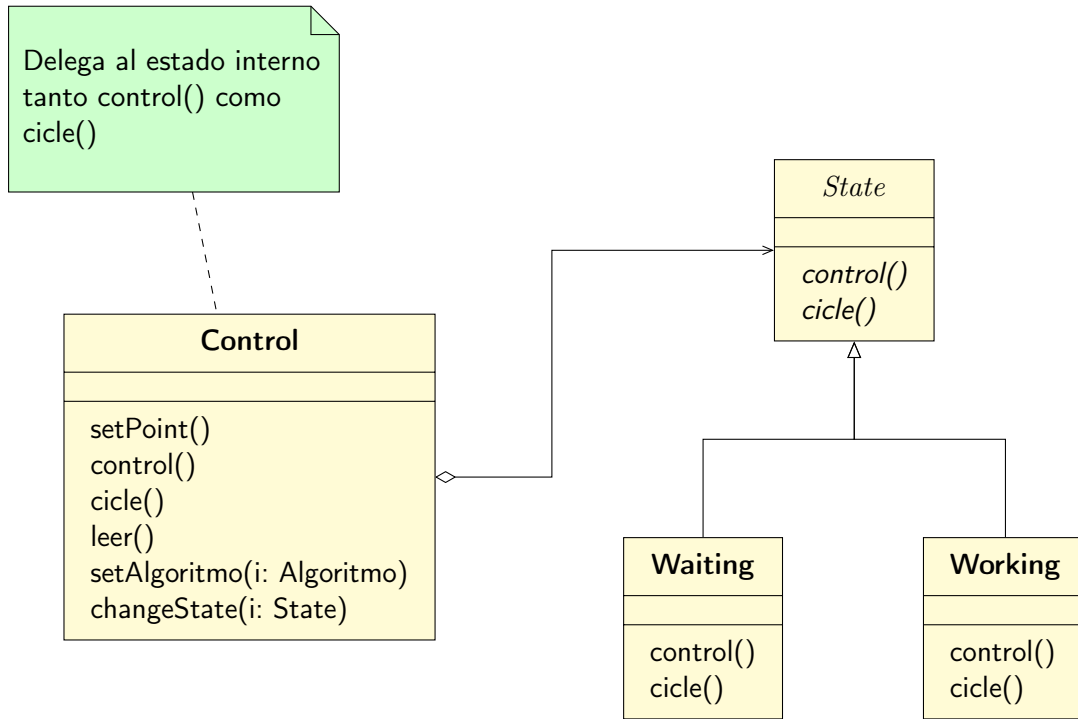 Delega al estado interno
tanto control() como
cicle()
State
control()
cicle()
Control
setPoint()
control()
cicle()
leer()
setAlgoritmo(i: Algoritmo)
changeState(i: State)
Waiting
control()
cicle()
Working
control()
cicle()